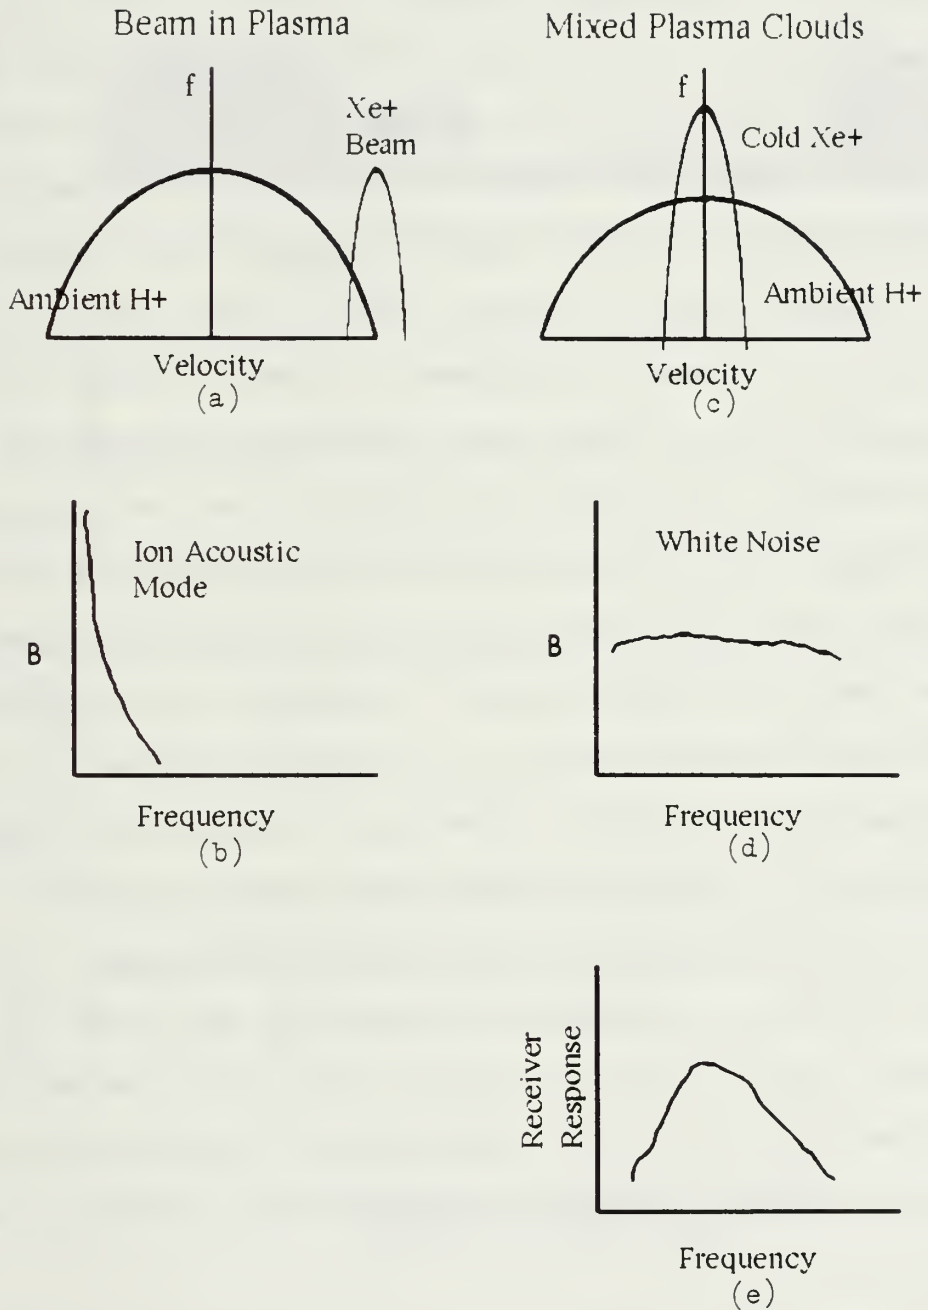 Beam in Plasma
f
Xe+
Beam
Ambient H+
Velocity
(a)
Mixed Plasma Clouds
f
Cold Xe+
Ambient H+
Velocity
(c)
Ion Acoustic
Mode
B
Frequency
(b)
White Noise
B
Frequency
(d)
Receiver
Response
Frequency
(e)